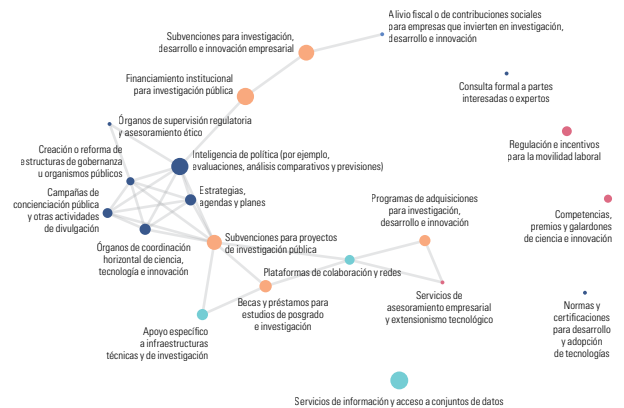 Alivio fiscal o de contribuciones sociales
para empresas que invierten en investigación,
desarrollo e innovación
Subvenciones para investigación,
desarrollo e innovación empresarial
Financiamiento institucional
para investigación pública
Consulta formal a partes
interesadas o expertos
Órganos de supervisión regulatoria
y asesoramiento ético
Regulación e incentivos
para la movilidad laboral
Creación o reforma de
estructuras de gobernanza
u organismos públicos
Inteligencia de política (por ejemplo,
evaluaciones, análisis comparativos y previsiones)
Campañas de
concienciación pública
y otras actividades
de divulgación
Estrategias,
agendas y planes
Programas de adquisiciones
para investigación,
desarrollo e innovación
Competencias,
premios y galardones
de ciencia e innovación
Órganos de coordinación
horizontal de ciencia,
tecnología e innovación
Subvenciones para proyectos
de investigación pública
Plataformas de colaboración y redes
Becas y préstamos para
estudios de posgrado
e investigación
Servicios de
asesoramiento empresarial
y extensionismo tecnológico
Normas y
certificaciones
para desarrollo
y adopción
de tecnologías
Apoyo específico
a infraestructuras
técnicas y de investigación
Servicios de información y acceso a conjuntos de datos